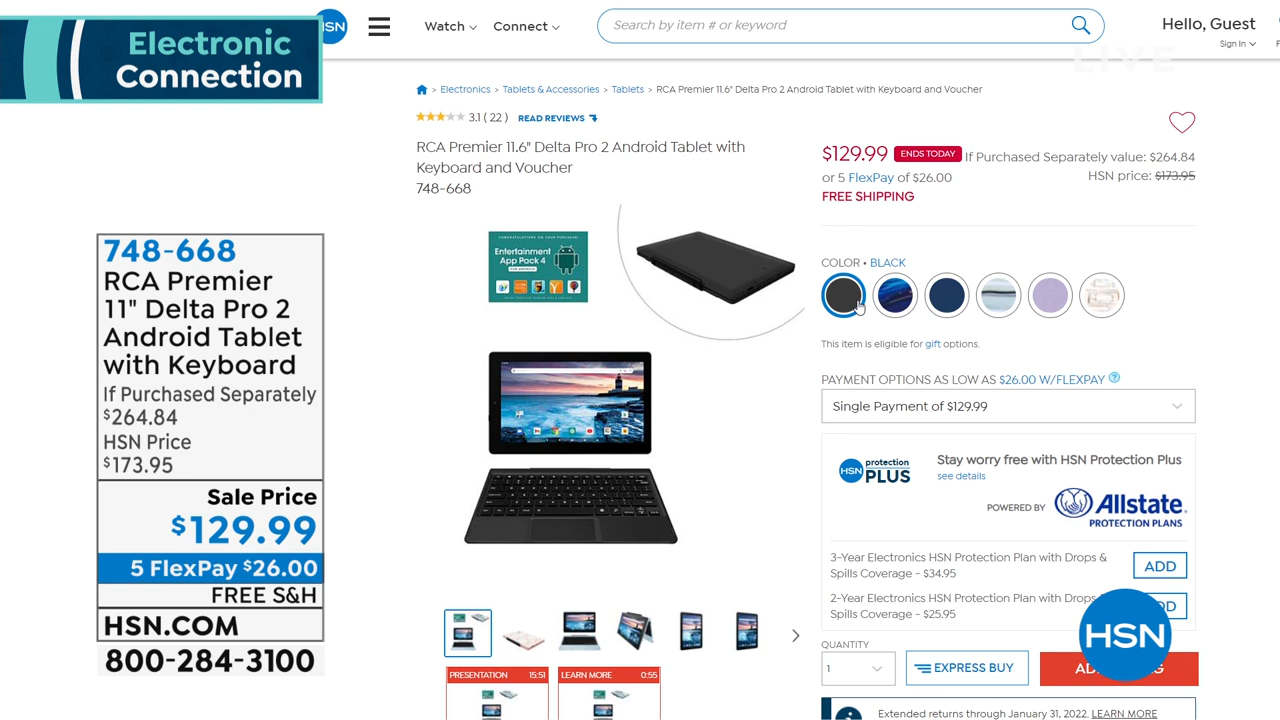 Electronic
Connection
HSN
Watch
Connect
Search by item # or keyword
Hello, Guest
Sign In
LIVE
Electronics > Tablets & Accessories > Tablets > RCA Premier 11.6" Delta Pro 2 Android Tablet with Keyboard and Voucher
3.1 ( 22 ) READ REVIEWS
RCA Premier 11.6" Delta Pro 2 Android Tablet with
Keyboard and Voucher
748-668
$129.99 ENDS TODAY If Purchased Separately value: $264.84
or 5 FlexPay of $26.00 HSN price: $173.95
FREE SHIPPING
748-668
RCA Premier
11" Delta Pro 2
Android Tablet
with Keyboard
If Purchased Separately
$264.84
HSN Price
$173.95
Sale Price
$129.99
5 FlexPay $26.00
FREE S&H
HSN.COM
800-284-3100
CONGRATULATIONS ON YOUR PURCHASE!
Entertainment
App Pack 4
FOR ANDROID
COLOR • BLACK
This item is eligible for gift options.
PAYMENT OPTIONS AS LOW AS $26.00 W/FLEXPAY ?
Single Payment of $129.99
HSN protection PLUS
Stay worry free with HSN Protection Plus
see details
POWERED BY Allstate
PROTECTION PLANS
3-Year Electronics HSN Protection Plan with Drops &
Spills Coverage - $34.95
ADD
2-Year Electronics HSN Protection Plan with Drops
Spills Coverage - $25.95
HSN
QUANTITY
1
EXPRESS BUY
PRESENTATION 15:51
LEARN MORE 0:55
Extended returns through January 31, 2022. LEARN MORE